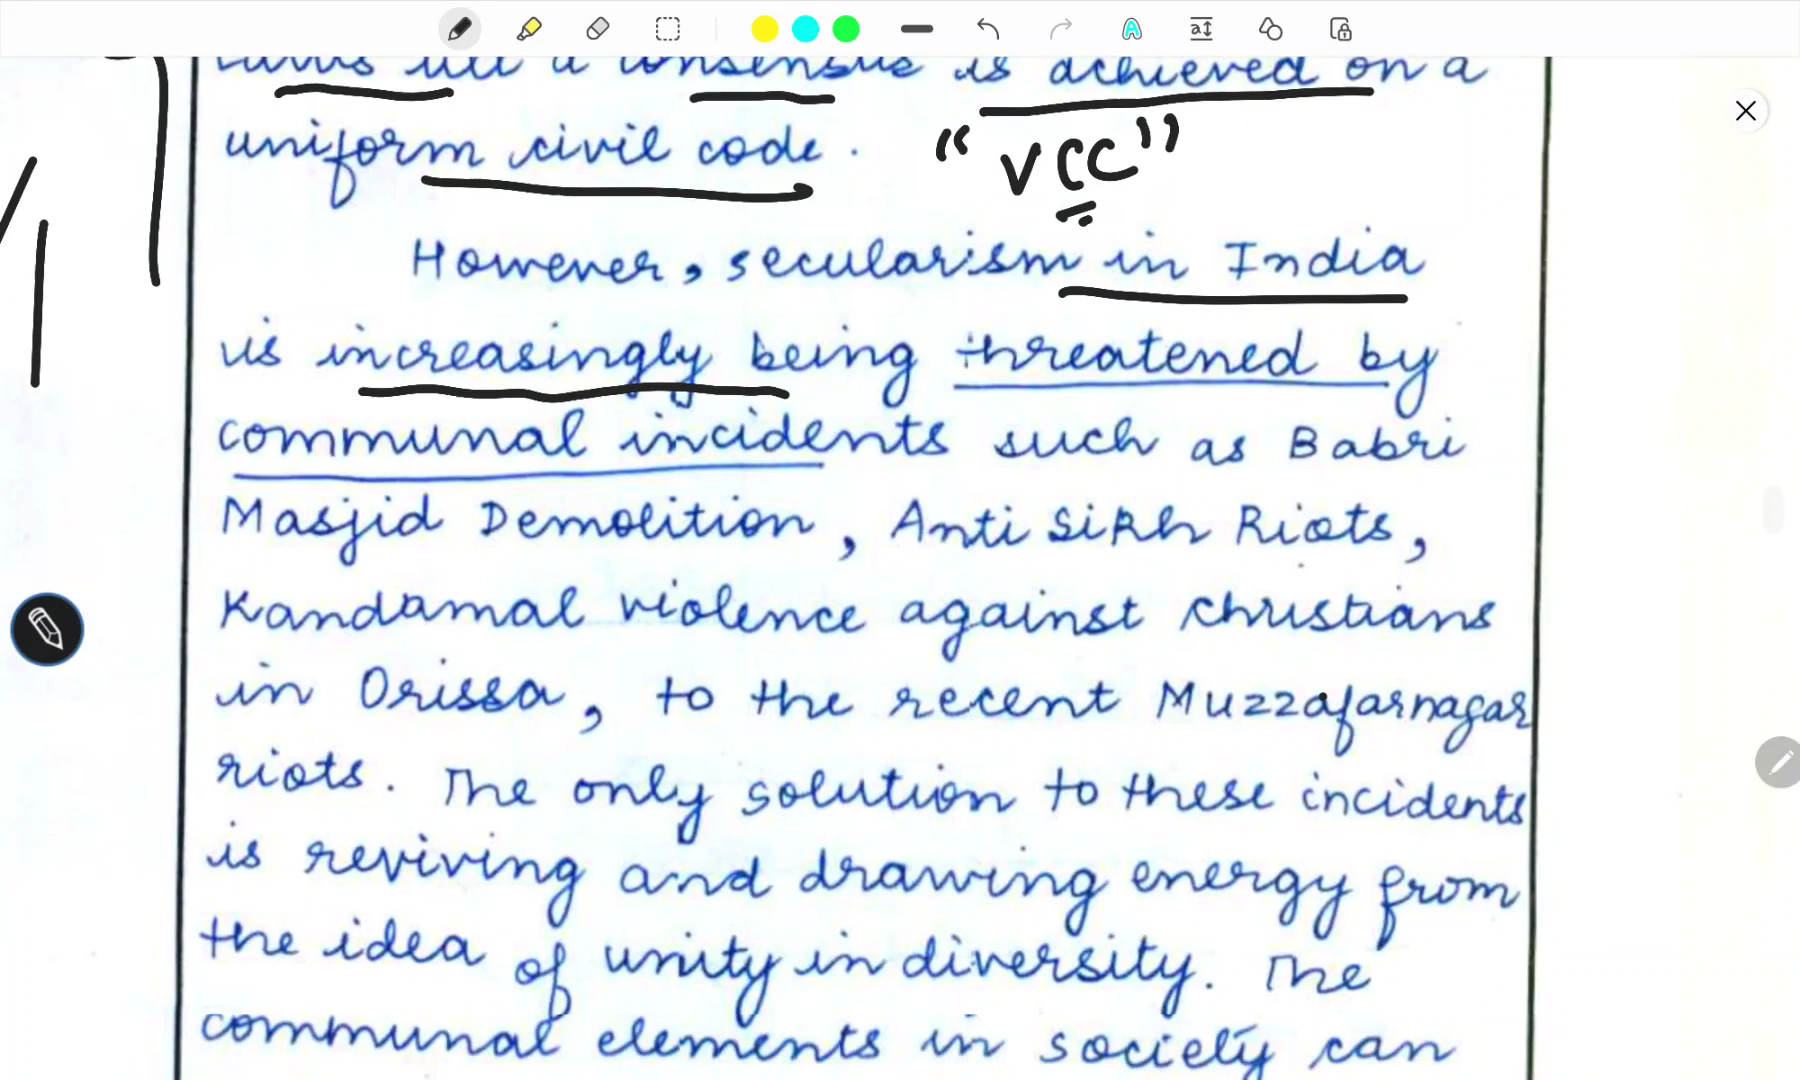 till a consensus is achieved on a
uniform civil code. "UCC"
However, secularism in India
is increasingly being threatened by
communal incidents such as Babri
Masjid Demolition, Anti Sikh Riots,
Kandamal violence against christians
in Orissa, to the recent Muzzafarnagar
riots. The only solution to these incidents
is reviving and drawing energy from
the idea of unity in diversity. The
communal elements in society can